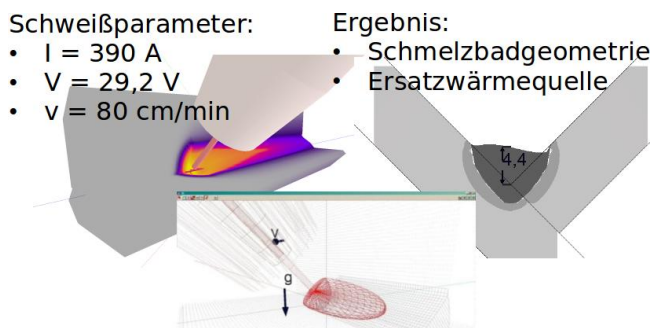 Schweißparameter:
• I = 390 A
• V = 29,2 V
• v = 80 cm/min
Ergebnis:
• Schmelzbadgeometrie
• Ersatzwärmequelle
4,4
v
g